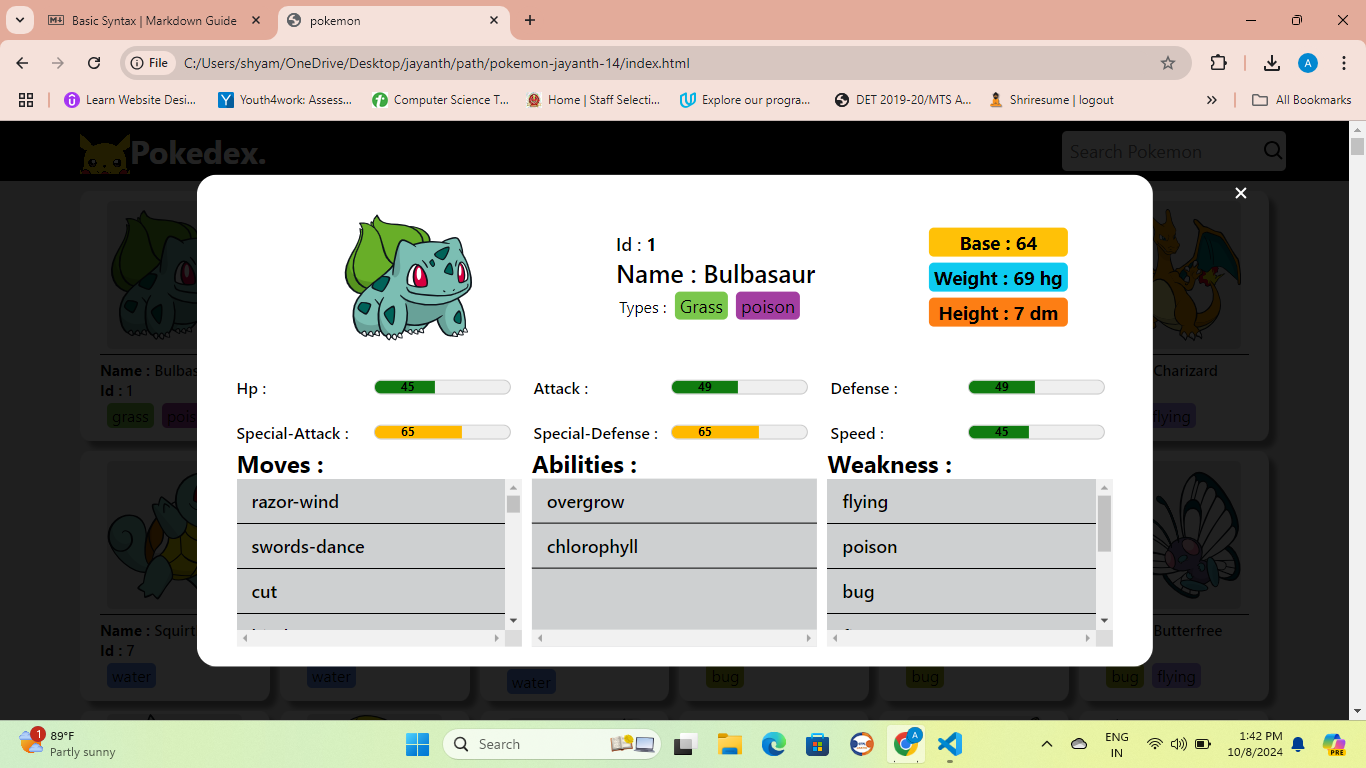 Basic Syntax | Markdown Guide
pokemon
File
C:/Users/shyam/OneDrive/Desktop/jayanth/path/pokemon-jayanth-14/index.html
A
Learn Website Desi...
Youth4work: Assess...
Computer Science T...
Home | Staff Selecti...
Explore our progra...
DET 2019-20/MTS A...
Shriresume | logout
All Bookmarks
Pokedex.
Search Pokemon
Id : 1
Name : Bulbasaur
Types : Grass poison
Base : 64
Weight : 69 hg
Height : 7 dm
Hp : 45
Attack : 49
Defense : 49
Special-Attack : 65
Special-Defense : 65
Speed : 45
Moves :
razor-wind
swords-dance
cut
Abilities :
overgrow
chlorophyll
Weakness :
flying
poison
bug
Name : Bulbas
Id : 1
grass pois
Charizard
flying
Name : Squirt
Id : 7
water
water
water
bug
bug
Butterfree
bug flying
1
89°F
Partly sunny
Search
A
ENG
IN
1:42 PM
10/8/2024
PRE